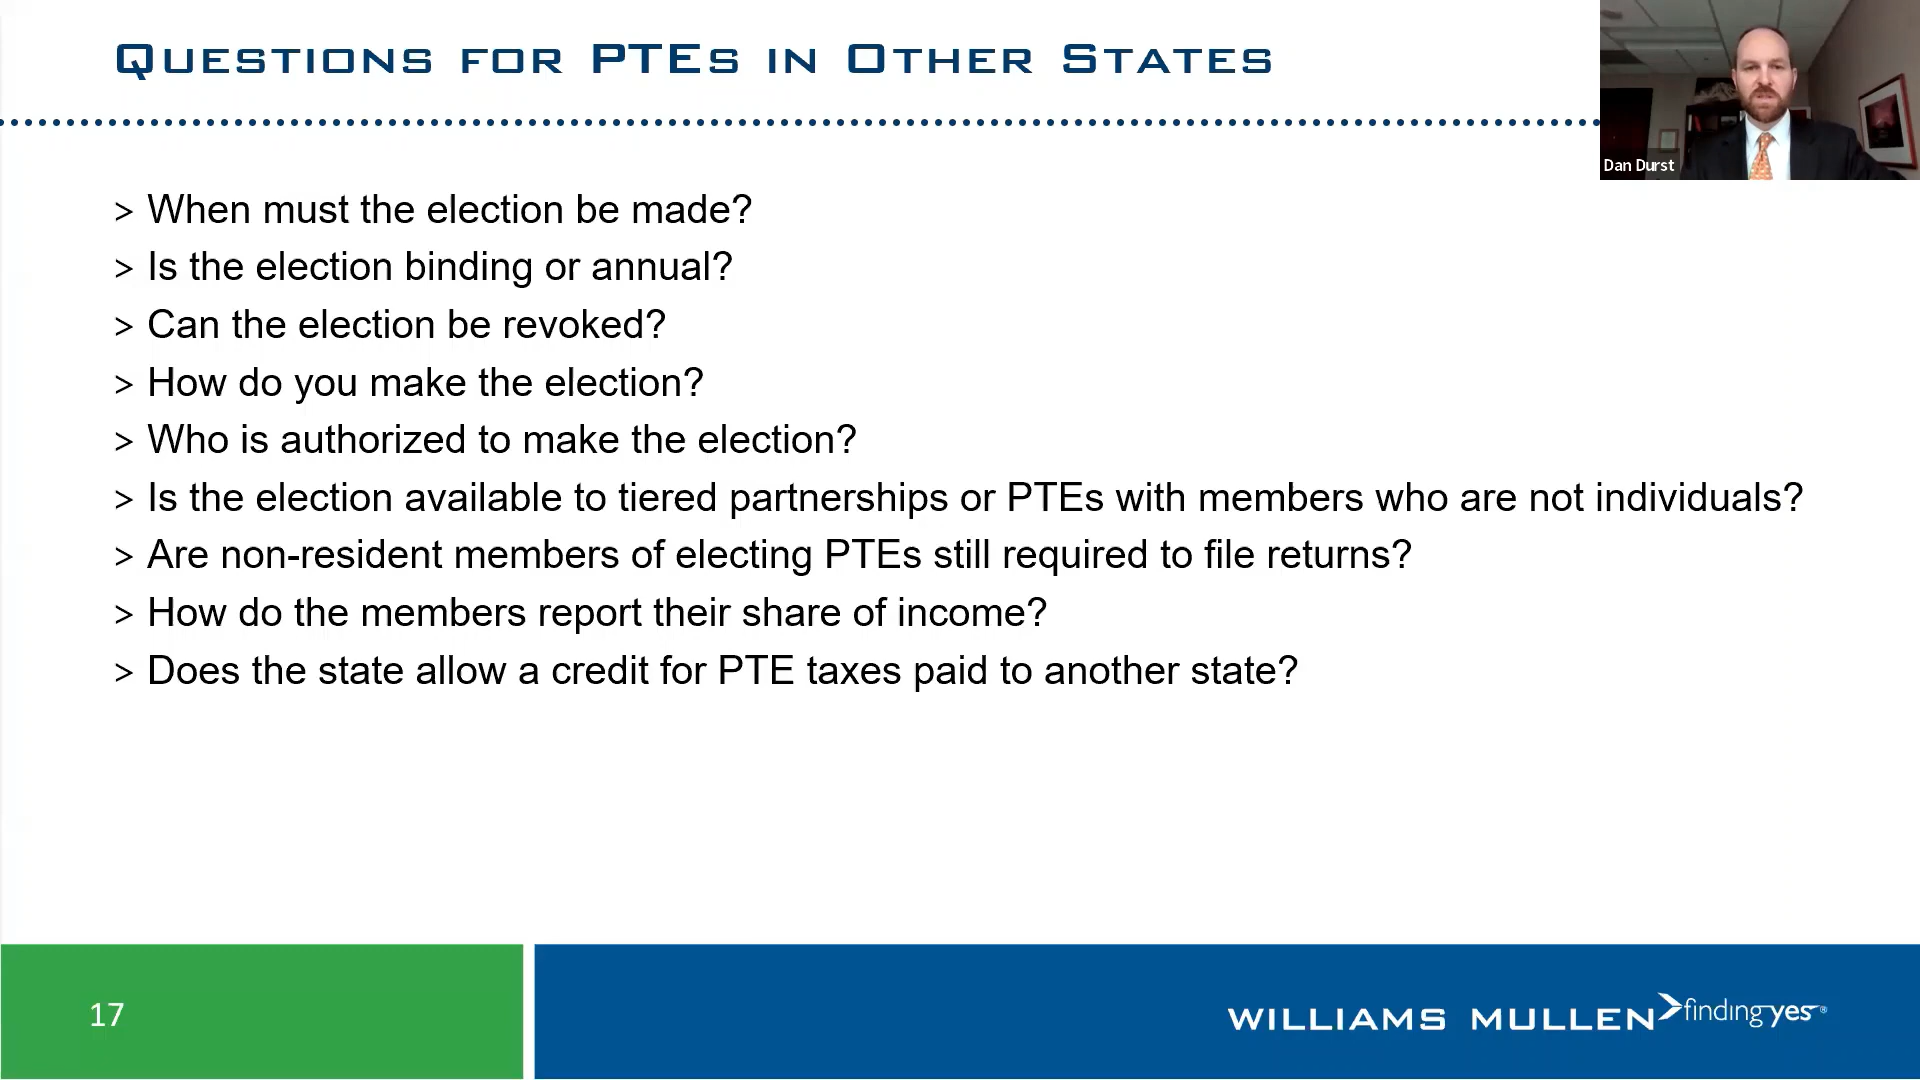 QUESTIONS FOR PTES IN OTHER STATES
Dan Durst
> When must the election be made?
> Is the election binding or annual?
> Can the election be revoked?
> How do you make the election?
> Who is authorized to make the election?
> Is the election available to tiered partnerships or PTEs with members who are not individuals?
> Are non-resident members of electing PTEs still required to file returns?
> How do the members report their share of income?
> Does the state allow a credit for PTE taxes paid to another state?
17
WILLIAMS MULLEN finding yes®